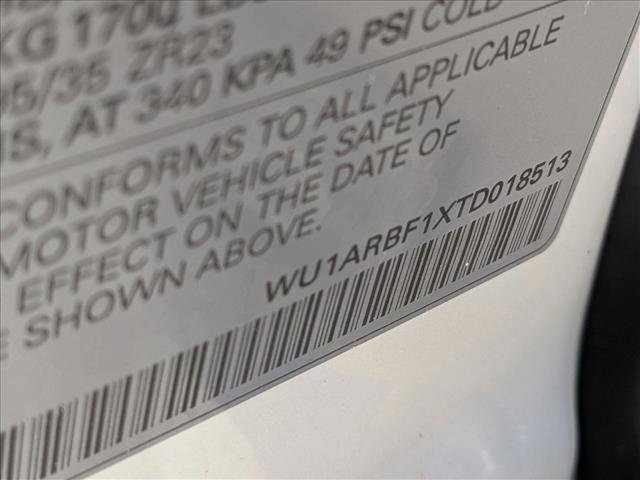 KG 1700
35 ZR23
AT 340 KPA 49 PSI COLD
CONFORMS TO ALL APPLICABLE
MOTOR VEHICLE SAFETY
EFFECT ON THE DATE OF
SHOWN ABOVE.
WU1ARBF1XTD018513